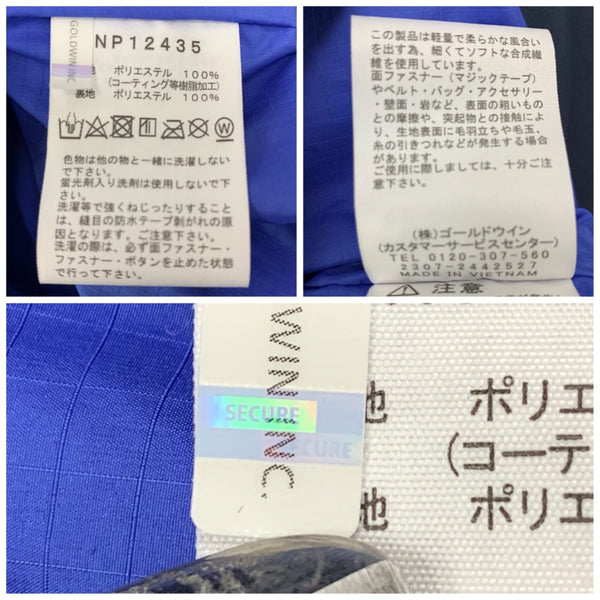 GOLDWIN INC
NP12435
ポリエステル 100%
(コーティング等樹脂加工)
裏地 ポリエステル 100%
W
色物は他の物と一緒に洗濯しない
で下さい。
蛍光剤入り洗剤は使用しないで下
さい。
洗濯等で強くねじったりすること
は、縫目の防水テープ剥がれの原
因となります。ご注意下さい。
洗濯の際は、必ず面ファスナー・
ファスナー・ボタンを止めた状態
で行って下さい。
この製品は軽量で柔らかな風合い
を出す為、細くてソフトな合成繊
維を使用しています。
面ファスナー(マジックテープ)
やベルト・バッグ・アクセサリー
・壁面・岩など、表面の粗いもの
との摩擦や、突起物との接触によ
り、生地表面に毛羽立ちや毛玉、
糸の引きつれなどが発生する場合
があります。
ご使用に際しましては、十分ご注
意下さい。
(株)ゴールドウイン
(カスタマーサービスセンター)
TEL 0120-307-560
2307-2442527
MADE IN VIETNAM
注意
WIN INC.
SECURE
SECURE
地 ポリエ
(コーテ
地 ポリエ